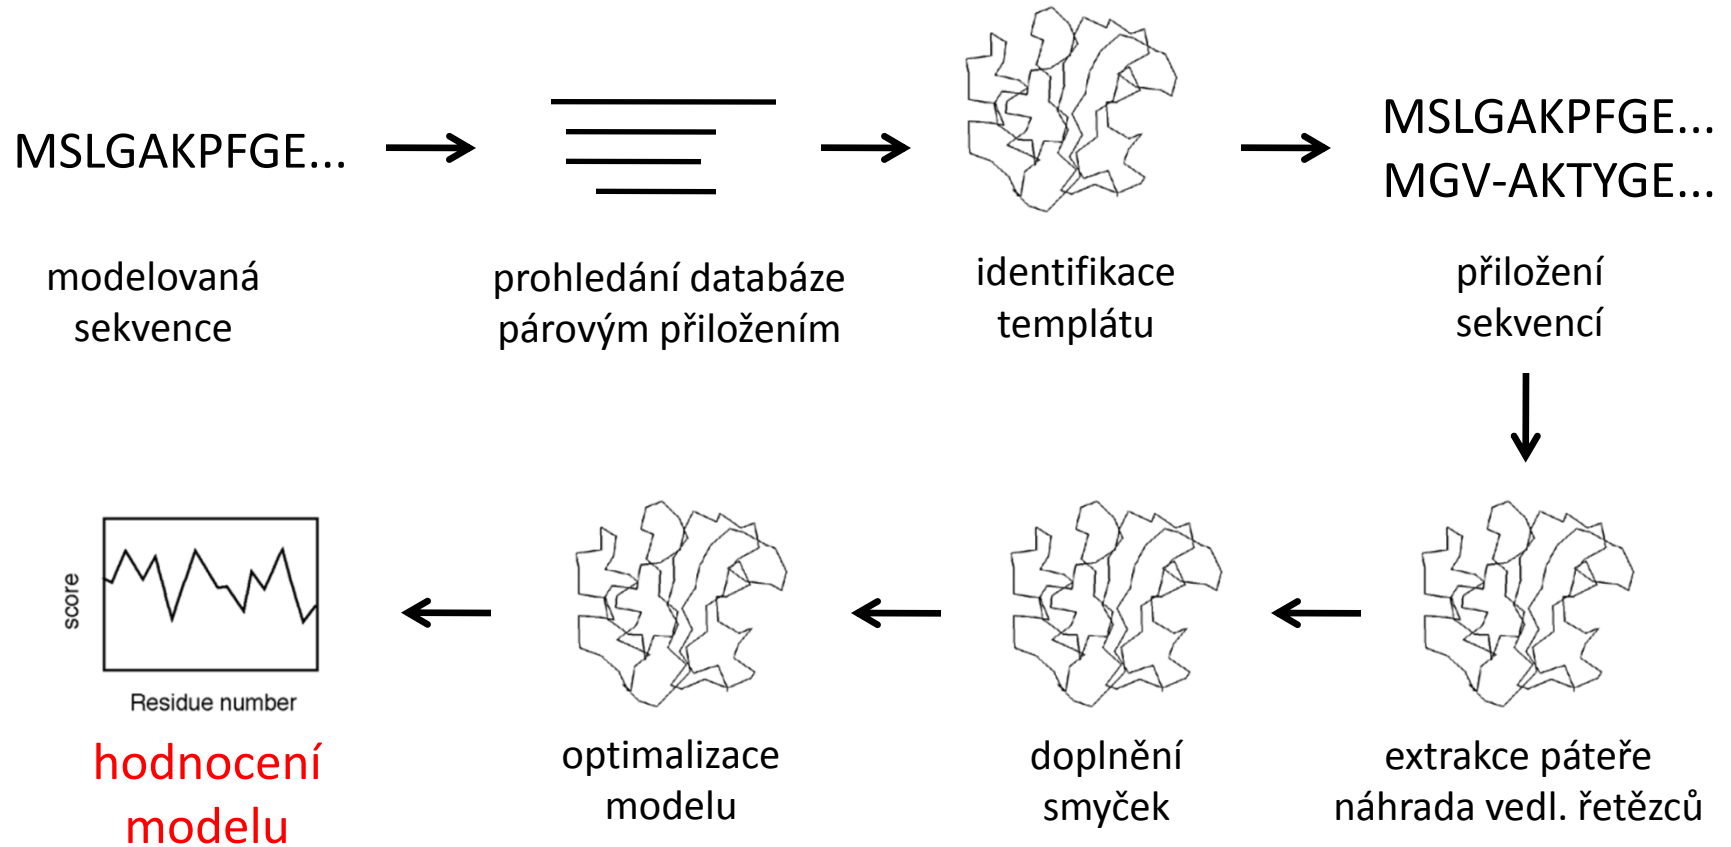 MSLGAKPFGE...
modelovaná
sekvence
prohledání databáze
párovým přiložením
identifikace
templátu
MSLGAKPFGE...
MGV-AKTYGE...
přiložení
sekvencí
score
Residue number
hodnocení
modelu
optimalizace
modelu
doplnění
smyček
extrakce páteře
náhrada vedl. řetězců